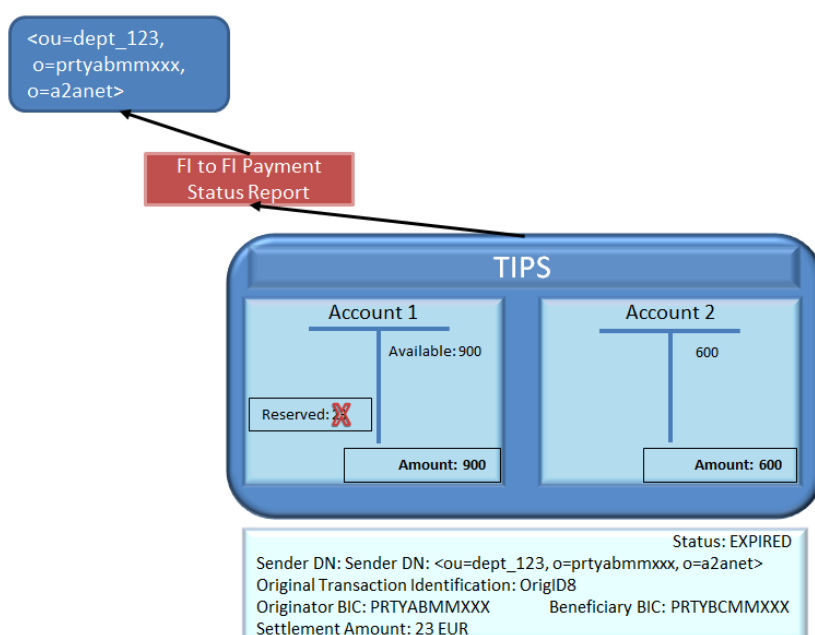 <ou=dept_123,
o=prtyabmmxxx,
o=a2anet>
FI to FI Payment
Status Report
TIPS
Account 1
Available: 900
Reserved: 23
Amount: 900
Account 2
600
Amount: 600
Status: EXPIRED
Sender DN: Sender DN: <ou=dept_123, o=prtyabmmxxx, o=a2anet>
Original Transaction Identification: OrigID8
Originator BIC: PRTYABMMXXX Beneficiary BIC: PRTYBCMMXXX
Settlement Amount: 23 EUR